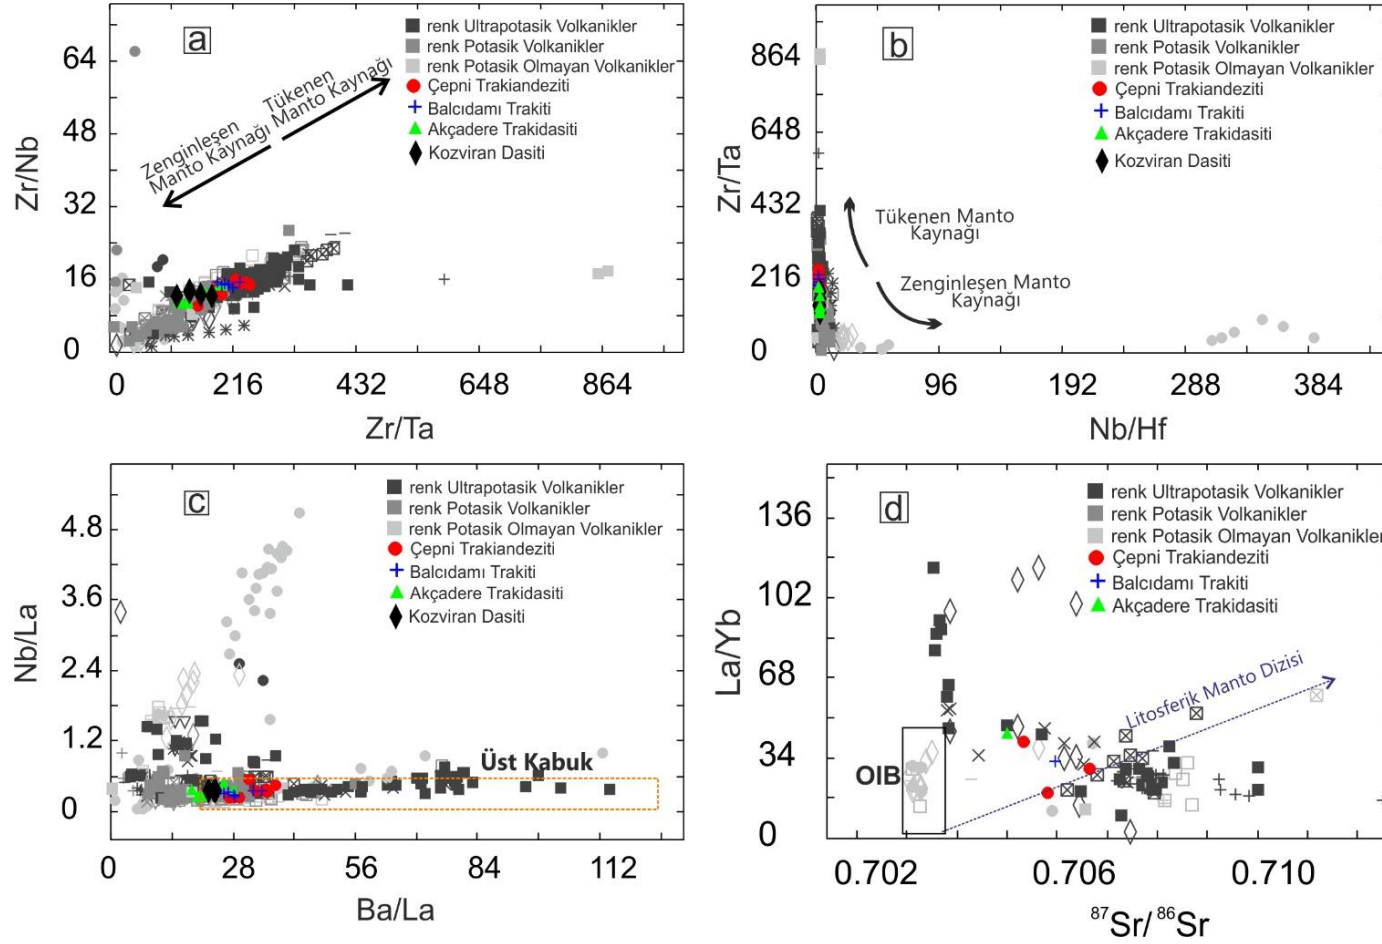 a
renk Ultrapotasik Volkanikler
renk Potasik Volkanikler
renk Potasik Olmayan Volkanikler
Çepni Trakiandeziti
Balcıdamı Trakiti
Akçadere Trakidasiti
Kozviran Dasiti
Tükenen
Manto Kaynağı
Zenginleşen
Manto Kaynağı
Zr/Nb
64
48
32
16
0
0 216 432 648 864
Zr/Ta
b
renk Ultrapotasik Volkanikler
renk Potasik Volkanikler
renk Potasik Olmayan Volkanikler
Çepni Trakiandeziti
Balcıdamı Trakiti
Akçadere Trakidasiti
Kozviran Dasiti
Tükenen Manto
Kaynağı
Zenginleşen Manto
Kaynağı
Zr/Ta
864
648
432
216
0
0 96 192 288 384
Nb/Hf
c
renk Ultrapotasik Volkanikler
renk Potasik Volkanikler
renk Potasik Olmayan Volkanikler
Çepni Trakiandeziti
Balcıdamı Trakiti
Akçadere Trakidasiti
Kozviran Dasiti
Üst Kabuk
Nb/La
4.8
3.6
2.4
1.2
0
0 28 56 84 112
Ba/La
d
renk Ultrapotasik Volkanikler
renk Potasik Volkanikler
renk Potasik Olmayan Volkanikler
Çepni Trakiandeziti
Balcıdamı Trakiti
Akçadere Trakidasiti
Litosferik Manto Dizisi
OIB
La/Yb
136
102
68
34
0
0.702 0.706 0.710
⁸⁷Sr/⁸⁶Sr